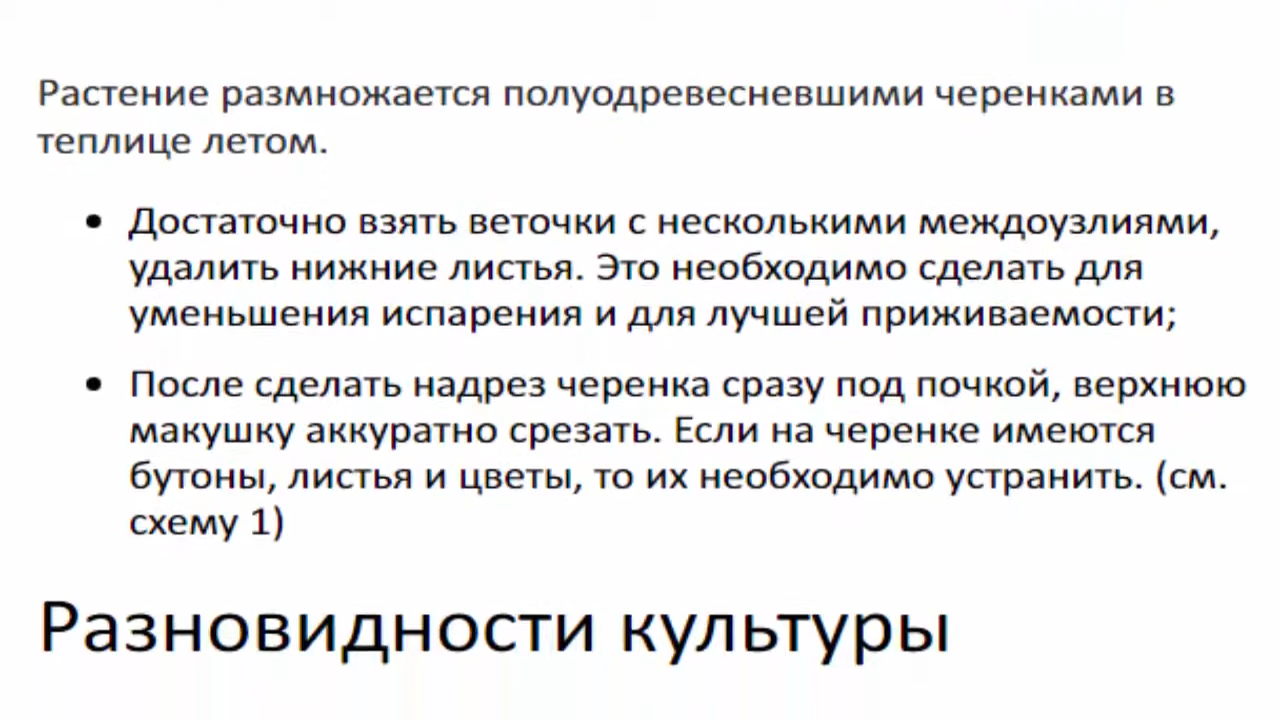 Растение размножается полуодревесневшими черенками в
теплице летом.
• Достаточно взять веточки с несколькими междоузлиями,
удалить нижние листья. Это необходимо сделать для
уменьшения испарения и для лучшей приживаемости;
• После сделать надрез черенка сразу под почкой, верхнюю
макушку аккуратно срезать. Если на черенке имеются
бутоны, листья и цветы, то их необходимо устранить. (см.
схему 1)
Разновидности культуры